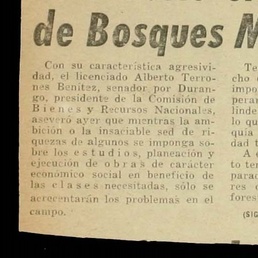 de Bosques M
Con su característica agresivi-
dad, el licenciado Alberto Terro-
nes Benítez, senador por Duran-
go, presidente de la Comisión de
Bienes y Recursos Nacionales,
aseveró ayer que mientra la am-
bición o la insaciable sed de ri-
quezas de algunos se imponga so-
bre los estudios, planeación y
ejecución de obras de carácter
económico social en beneficio de
las clases necesitadas, sólo se
acrecentarán los problemas en el
campo.
(SIG